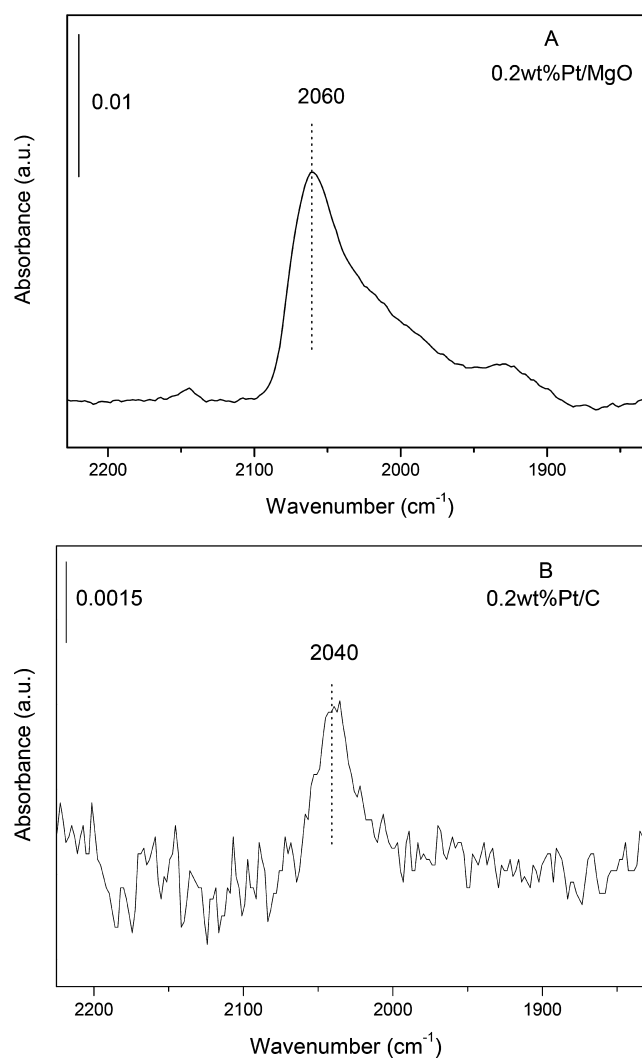 A
0.2wt%Pt/MgO
0.01
2060
Absorbance (a.u.)
2200 2100 2000 1900
Wavenumber (cm⁻¹)
B
0.2wt%Pt/C
0.0015
2040
Absorbance (a.u.)
2200 2100 2000 1900
Wavenumber (cm⁻¹)